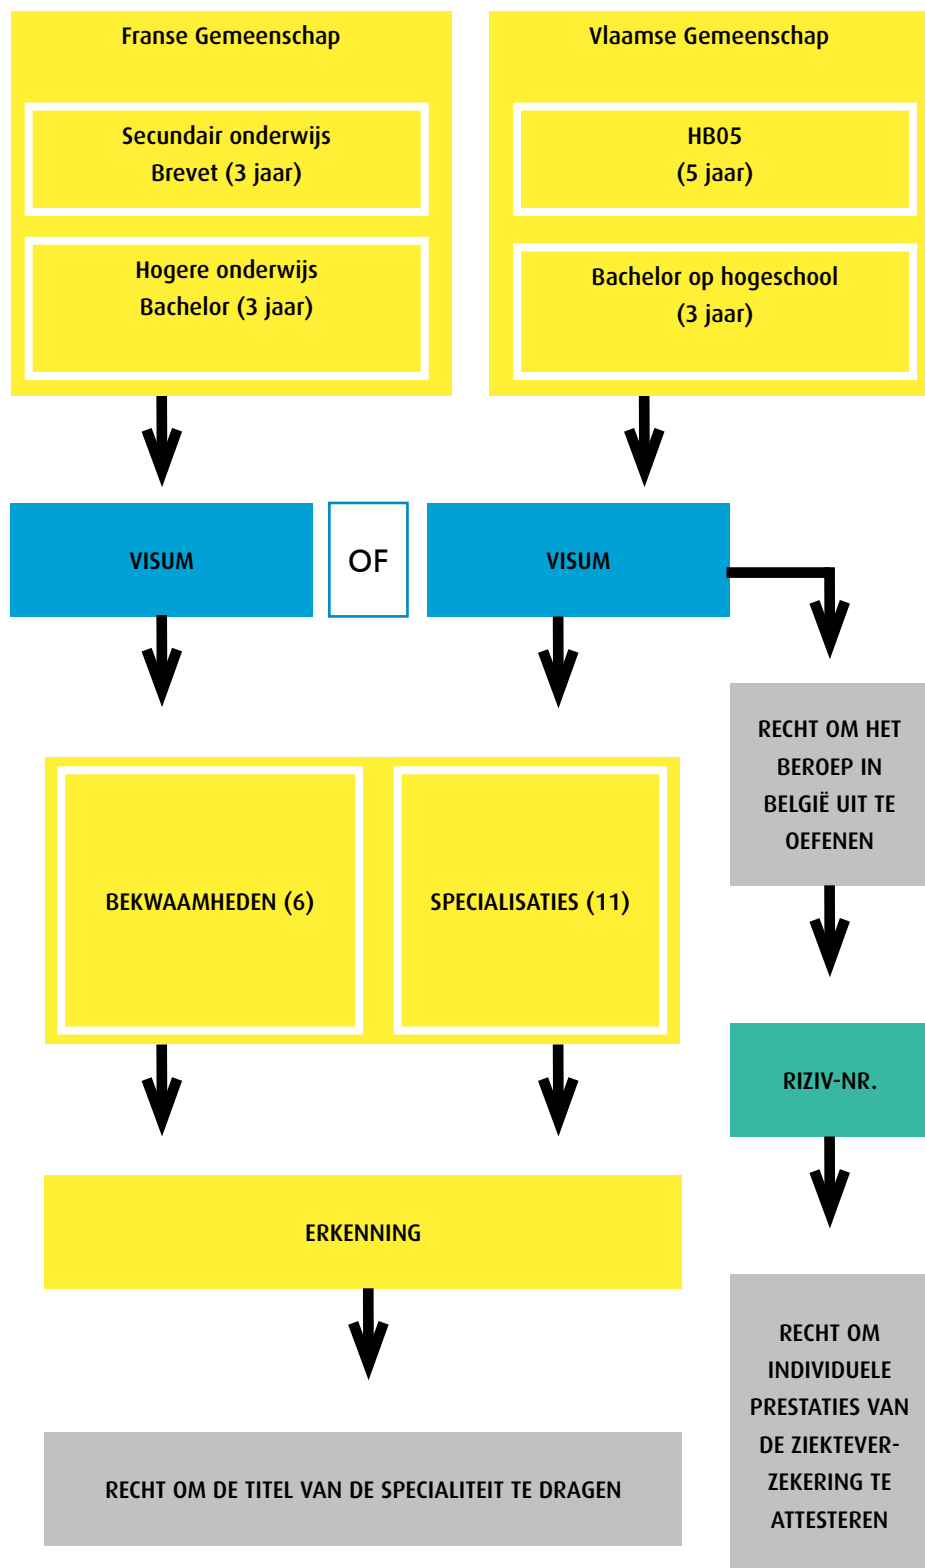 Franse Gemeenschap
Secundair onderwijs
Brevet (3 jaar)
Hogere onderwijs
Bachelor (3 jaar)
Vlaamse Gemeenschap
HB05
(5 jaar)
Bachelor op hogeschool
(3 jaar)
VISUM
OF
VISUM
RECHT OM HET
BEROEP IN
BELGIË UIT TE
OEFENEN
BEKWAAMHEDEN (6)
SPECIALISATIES (11)
RIZIV-NR.
ERKENNING
RECHT OM
INDIVIDUELE
PRESTATIES VAN
DE ZIEKTEVER-
ZEKERING TE
ATTESTEREN
RECHT OM DE TITEL VAN DE SPECIALITEIT TE DRAGEN